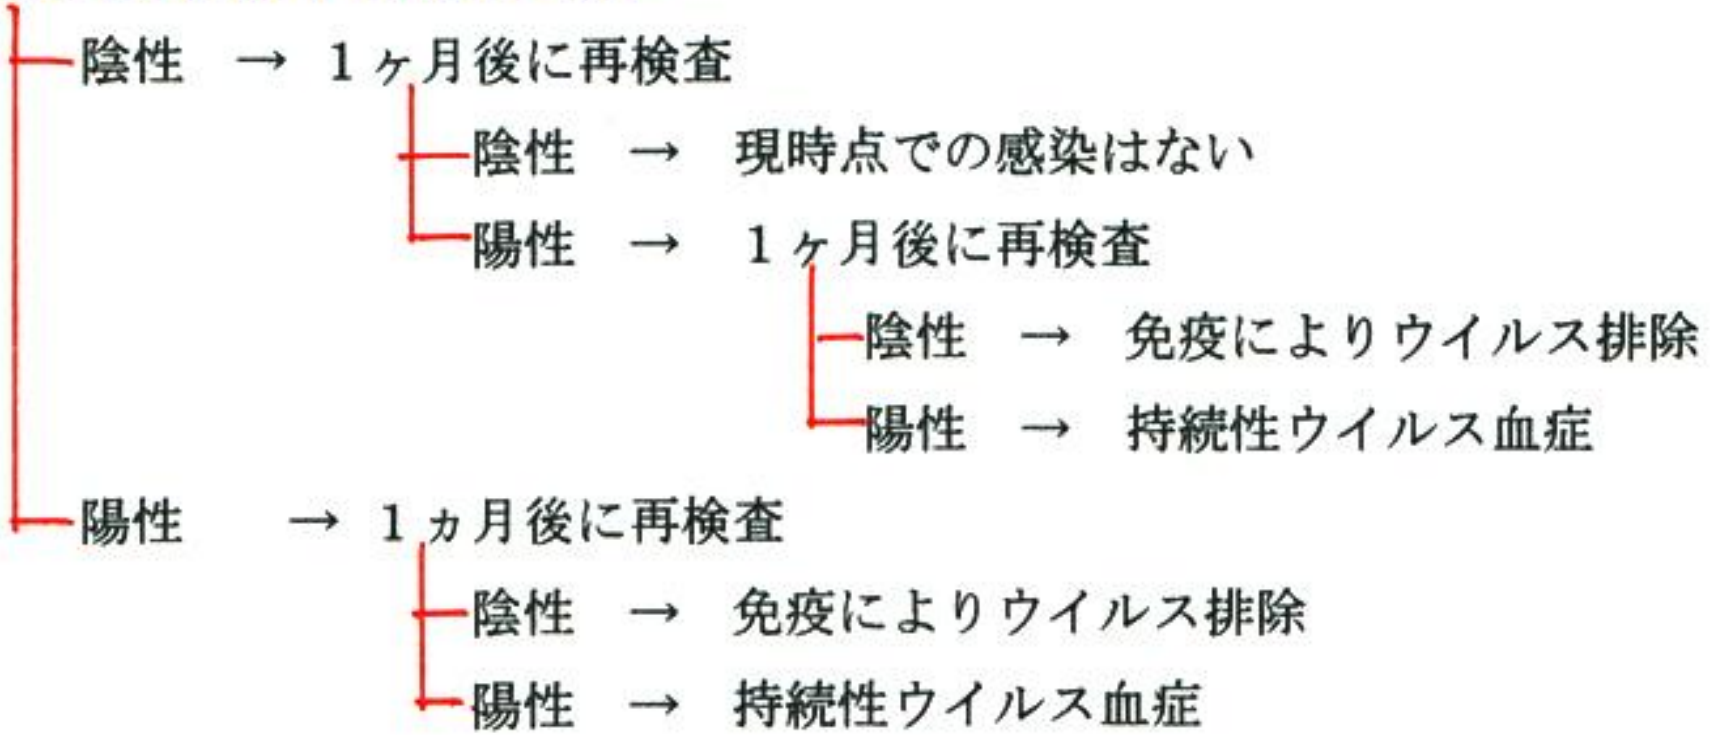 陰性 → 1ヶ月後に再検査
陰性 → 現時点での感染はない
陽性 → 1ヶ月後に再検査
陰性 → 免疫によりウイルス排除
陽性 → 持続性ウイルス血症
陽性 → 1ヵ月後に再検査
陰性 → 免疫によりウイルス排除
陽性 → 持続性ウイルス血症